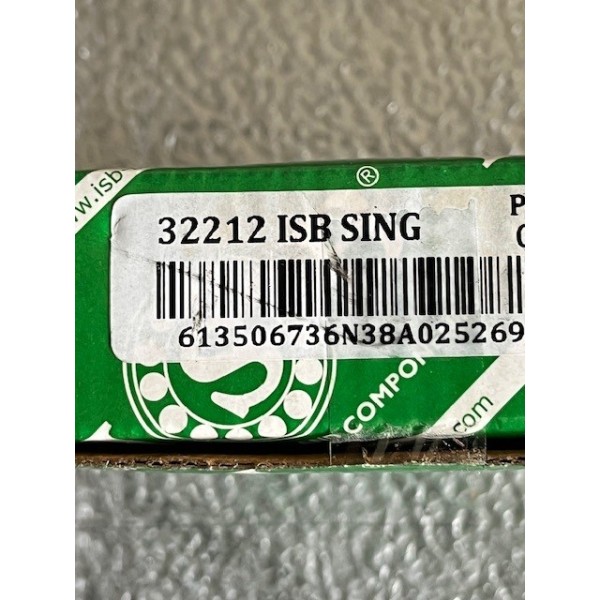 w.isb
®
32212 ISB SING
P
613506736N38A025269
COMPO
.com